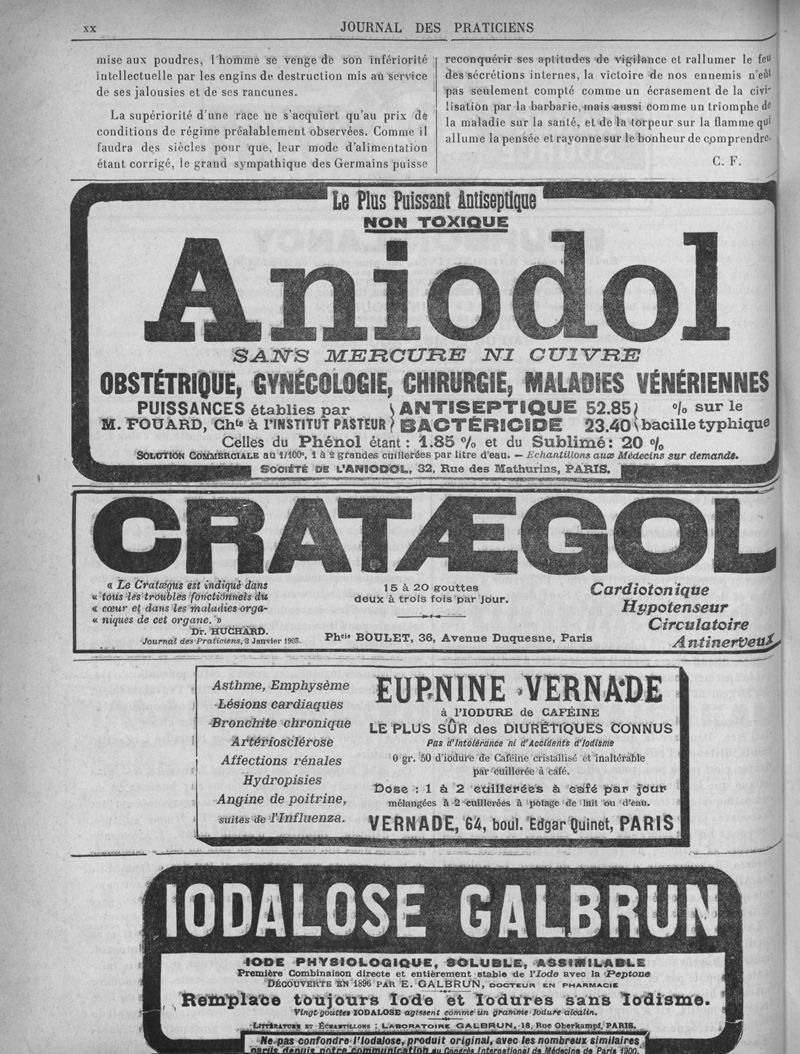 xx
JOURNAL DES PRATICIENS
mise aux poudres, l'homme se venge de son infériorité
intellectuelle par les engins de destruction mis au service
de ses jalousies et de ses rancunes.
La supériorité d'une race ne s'acquiert qu'au prix de
conditions de régime préalablement observées. Comme il
faudra des siècles pour que, leur mode d'alimentation
étant corrigé, le grand sympathique des Germains puisse
reconquérir ses aptitudes de vigilance et rallumer le feu
des sécrétions internes, la victoire de nos ennemis n'eût
pas seulement compté comme un écrasement de la civi-
lisation par la barbarie, mais aussi comme un triomphe de
la maladie sur la santé, et de la torpeur sur la flamme qui
allume la pensée et rayonne sur le bonheur de comprendre.
C. F.
Le Plus Puissant Antiseptique
NON TOXIQUE
Aniodol
SANS MERCURE NI CUIVRE
OBSTÉTRIQUE, GYNÉCOLOGIE, CHIRURGIE, MALADIES VÉNÉRIENNES
PUISSANCES établies par ANTISEPTIQUE 52.85 % sur le
M. FOUARD, Chte à l'INSTITUT PASTEUR BACTÉRICIDE 23.40 bacille typhique
Celles du Phénol étant : 1.85 % et du Sublimé : 20 %
SOLUTION COMMERCIALE au 1/100e, 1 à 2 grandes cuillerées par litre d'eau. — Echantillons aux Médecins sur demande.
SOCIÉTÉ DE L'ANIODOL, 32, Rue des Mathurins, PARIS.
CRATÆGOL
« Le Cratægus est indiqué dans
« tous les troubles fonctionnels du
« cœur et dans les maladies orga-
« niques de cet organe. »
Dr. HUCHARD.
Journal des Praticiens, 3 Janvier 1903.
15 à 20 gouttes
deux à trois fois par jour.
Phcie BOULET, 36, Avenue Duquesne, Paris
Cardiotonique
Hypotenseur
Circulatoire
Antinerveux
Asthme, Emphysème
Lésions cardiaques
Bronchite chronique
Artériosclérose
Affections rénales
Hydropisies
Angine de poitrine,
suites de l'Influenza.
EUPNINE VERNADE
à l'IODURE de CAFÉINE
LE PLUS SÛR des DIURÉTIQUES CONNUS
Pas d'Intolérance ni d'Accidents d'Iodisme
0 gr. 50 d'iodure de Caféine cristallisé et inaltérable
par cuillerée à café.
Dose : 1 à 2 cuillerées à café par jour
mélangées à 2 cuillerées à potage de lait ou d'eau.
VERNADE, 64, boul. Edgar Quinet, PARIS
IODALOSE GALBRUN
IODE PHYSIOLOGIQUE, SOLUBLE, ASSIMILABLE
Première Combinaison directe et entièrement stable de l'Iode avec la Peptone
DÉCOUVERTE EN 1896 PAR E. GALBRUN, DOCTEUR EN PHARMACIE
Remplace toujours Iode et Iodures sans Iodisme.
Vingt gouttes IODALOSE agissent comme un gramme Iodure alcalin.
LITTÉRATURE ET ÉCHANTILLONS : LABORATOIRE GALBRUN, 18, Rue Oberkampf, PARIS.
Ne pas confondre l'Iodalose, produit original, avec les nombreux similaires
parus depuis notre communication au Congrès International de Médecine de Paris 1900.